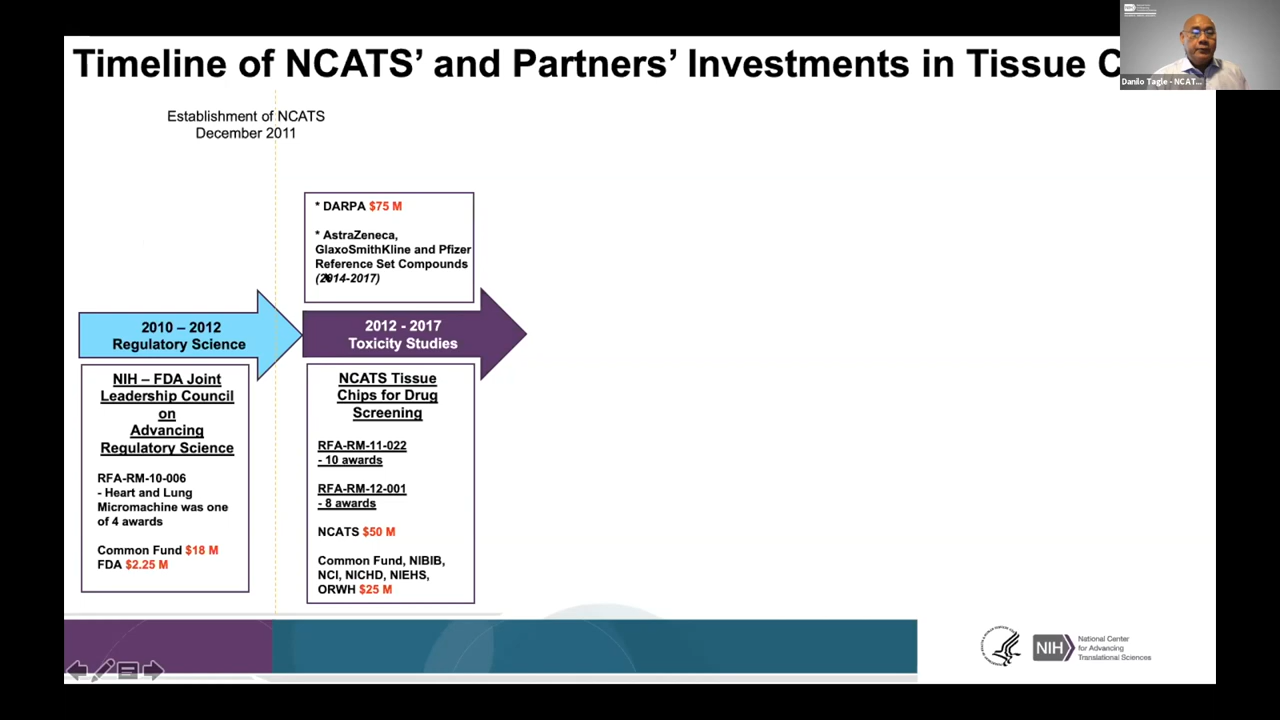 Timeline of NCATS' and Partners' Investments in Tissue C
Danilo Tagle - NCAT...
Establishment of NCATS
December 2011
* DARPA $75 M
* AstraZeneca,
GlaxoSmithKline and Pfizer
Reference Set Compounds
(2014-2017)
2010 – 2012
Regulatory Science
2012 - 2017
Toxicity Studies
NIH – FDA Joint
Leadership Council
on
Advancing
Regulatory Science
RFA-RM-10-006
- Heart and Lung
Micromachine was one
of 4 awards
Common Fund $18 M
FDA $2.25 M
NCATS Tissue
Chips for Drug
Screening
RFA-RM-11-022
- 10 awards
RFA-RM-12-001
- 8 awards
NCATS $50 M
Common Fund, NIBIB,
NCI, NICHD, NIEHS,
ORWH $25 M
NIH
National Center
for Advancing
Translational Sciences